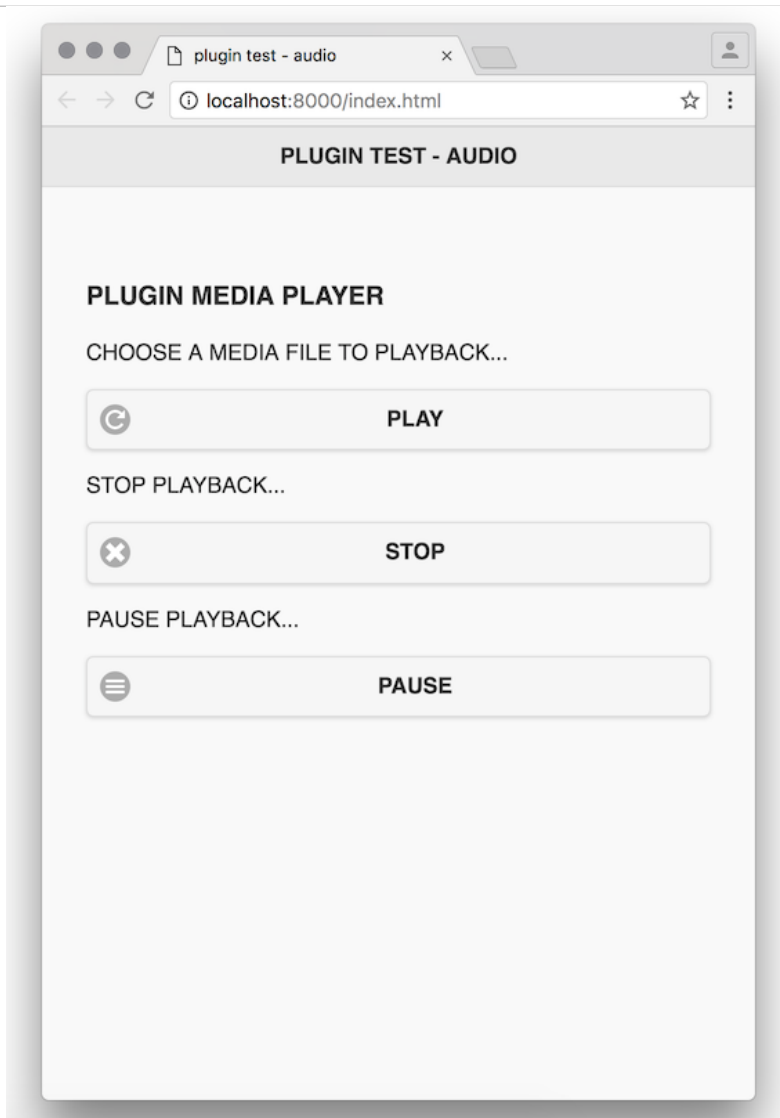 plugin test - audio
localhost:8000/index.html
PLUGIN TEST - AUDIO
PLUGIN MEDIA PLAYER
CHOOSE A MEDIA FILE TO PLAYBACK...
PLAY
STOP PLAYBACK...
STOP
PAUSE PLAYBACK...
PAUSE